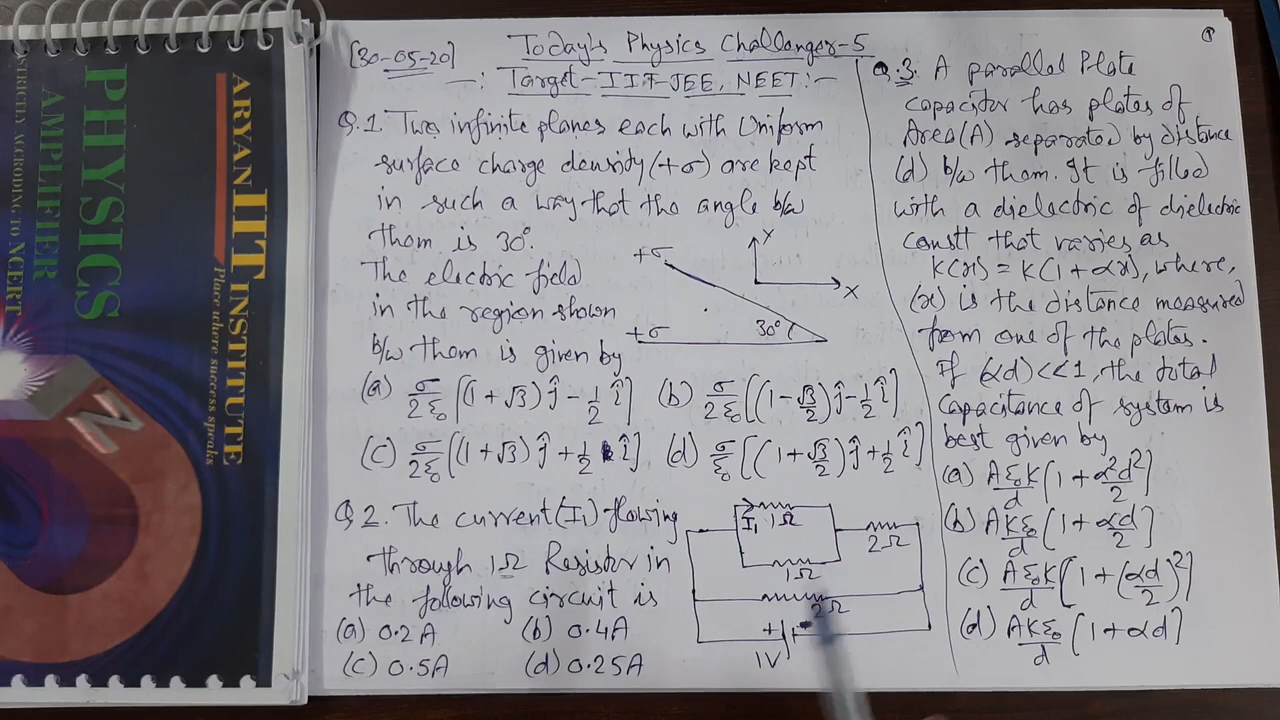 PHYSICS
AMPLIFIER
STRICTLY ACCRODING TO NCERT
ARYAN IIT INSTITUTE
Place where success speaks
N
[30-05-20]
Today's Physics Challanger-5
-: Target-IIT-JEE, NEET:-
Q.1. Two infinite planes each with Uniform
surface charge density (+σ) are kept
in such a way that the angle b/w
them is 30°.
The electric field
in the region shown
b/w them is given by
+σ
+σ
30°
Y
X
(a) σ/2ε₀ [(1+√3) ĵ - 1/2 î] (b) σ/2ε₀ [(1-√3/2) ĵ - 1/2 î]
(c) σ/2ε₀ [(1+√3) ĵ + 1/2 î] (d) σ/ε₀ [(1+√3/2) ĵ + 1/2 î]
Q.2. The current (I₁) flowing
through 1Ω Resistor in
the following circuit is
(a) 0.2A (b) 0.4A
(c) 0.5A (d) 0.25A
I₁ 1Ω
2Ω
1Ω
2Ω
+
1V
①
Q.3. A parallel Plate
capacitor has plates of
Area(A) separated by distance
(d) b/w them. It is filled
with a dielectric of dielectric
constt that varies as
K(x) = K(1+αx), where,
(x) is the distance measured
from one of the plates.
If (αd)<<1, the total
capacitance of system is
best given by
(a) Aε₀K/d (1+α²d²/2)
(b) AKε₀/d (1+αd/2)
(c) Aε₀K/d [1+(αd/2)²]
(d) AKε₀/d (1+αd)